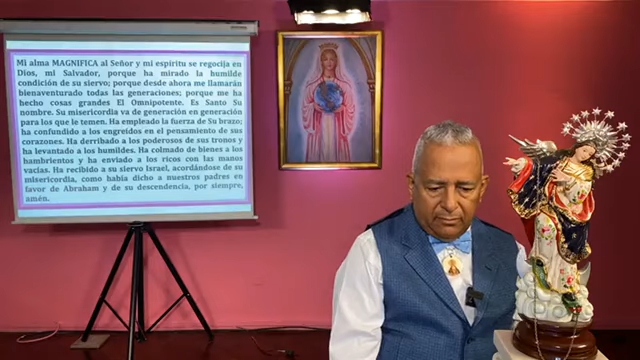 Mi alma MAGNIFICA al Señor y mi espíritu se regocija en
Dios, mi Salvador, porque ha mirado la humilde
condición de su siervo; porque desde ahora me llamarán
bienaventurado todas las generaciones; porque me ha
hecho cosas grandes El Omnipotente. Es Santo Su
nombre. Su misericordia va de generación en generación
para los que le temen. Ha empleado la fuerza de Su brazo;
ha confundido a los engreídos en el pensamiento de sus
corazones. Ha derribado a los poderosos de sus tronos y
ha levantado a los humildes. Ha colmado de bienes a los
hambrientos y ha enviado a los ricos con las manos
vacías. Ha recibido a su siervo Israel, acordándose de su
misericordia, como había dicho a nuestros padres en
favor de Abraham y de su descendencia, por siempre,
amén.